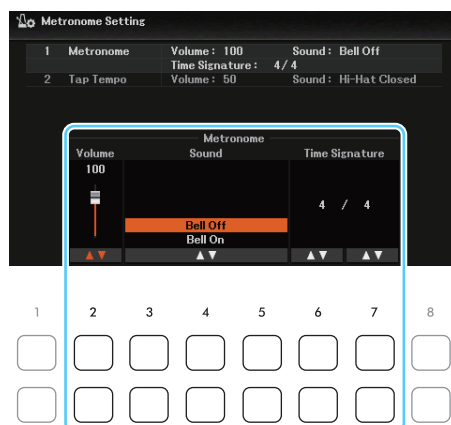 Metronome Setting
1 Metronome Volume : 100 Sound : Bell Off
Time Signature : 4/4
2 Tap Tempo Volume : 50 Sound : Hi-Hat Closed
Metronome
Volume Sound Time Signature
100
4 / 4
Bell Off
Bell On
1 2 3 4 5 6 7 8